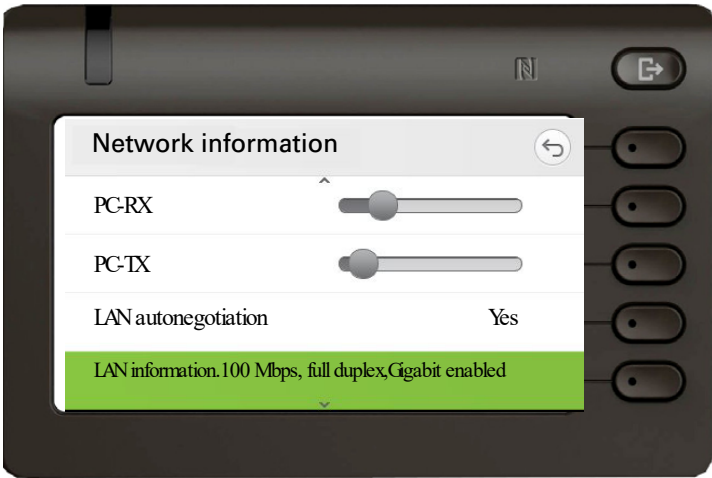 Network information
PC-RX
PC-TX
LAN autonegotiation Yes
LAN information.100 Mbps, full duplex,Gigabit enabled